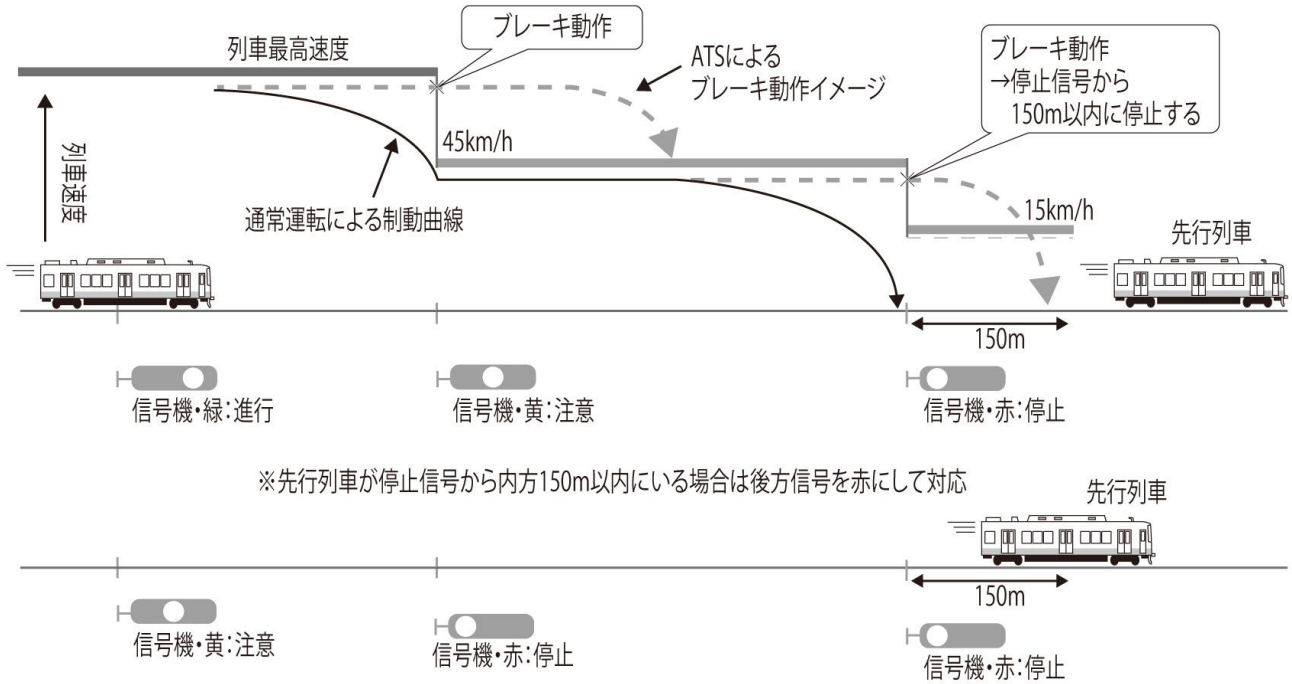 ブレーキ動作
列車最高速度
ATSによる
ブレーキ動作イメージ
ブレーキ動作
→停止信号から
150m以内に停止する
45km/h
列車速度
通常運転による制動曲線
15km/h
先行列車
150m
信号機・緑:進行
信号機・黄:注意
信号機・赤:停止
※先行列車が停止信号から内方150m以内にいる場合は後方信号を赤にして対応
先行列車
150m
信号機・黄:注意
信号機・赤:停止
信号機・赤:停止